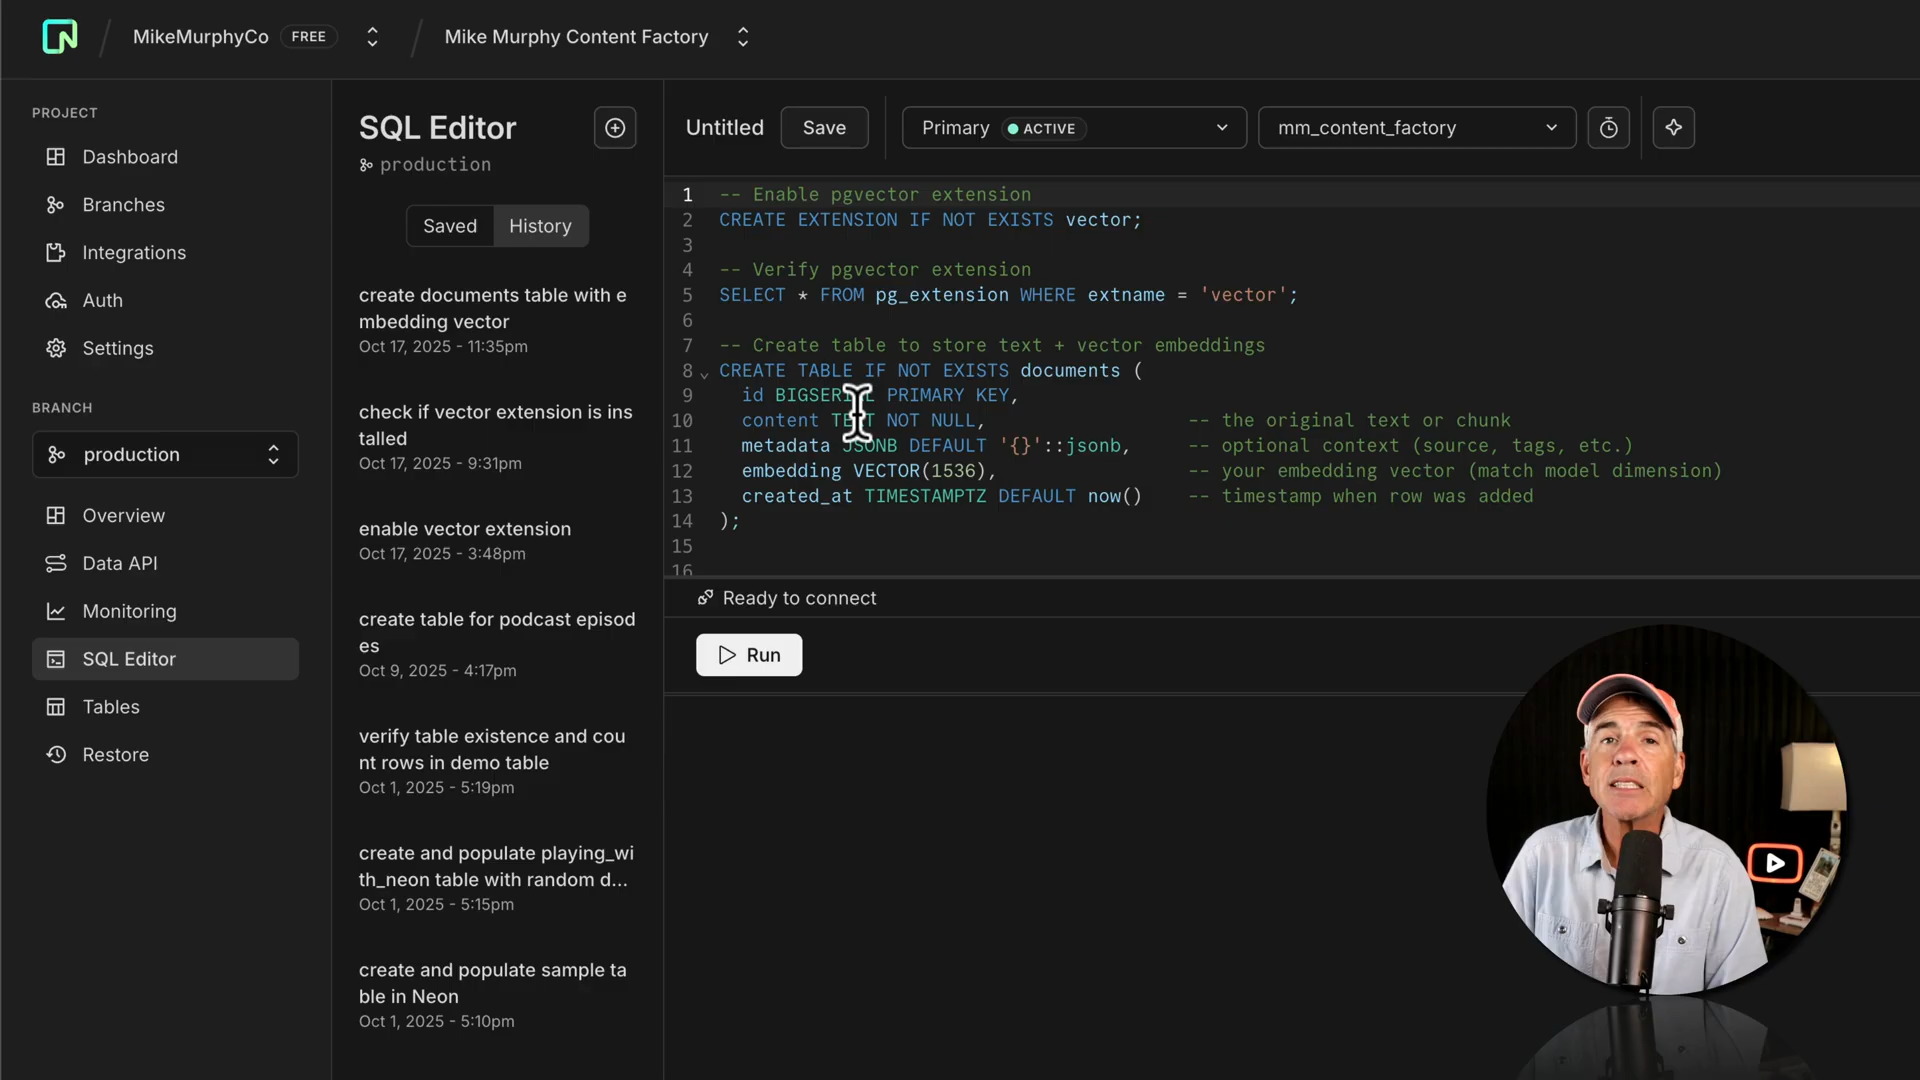 MikeMurphyCo FREE
Mike Murphy Content Factory
PROJECT
Dashboard
Branches
Integrations
Auth
Settings
BRANCH
production
Overview
Data API
Monitoring
SQL Editor
Tables
Restore
SQL Editor
production
Saved History
create documents table with e
mbedding vector
Oct 17, 2025 - 11:35pm
check if vector extension is ins
talled
Oct 17, 2025 - 9:31pm
enable vector extension
Oct 17, 2025 - 3:48pm
create table for podcast episod
es
Oct 9, 2025 - 4:17pm
verify table existence and cou
nt rows in demo table
Oct 1, 2025 - 5:19pm
create and populate playing_wi
th_neon table with random d...
Oct 1, 2025 - 5:15pm
create and populate sample ta
ble in Neon
Oct 1, 2025 - 5:10pm
Untitled Save Primary ACTIVE mm_content_factory
1 -- Enable pgvector extension
2 CREATE EXTENSION IF NOT EXISTS vector;
3
4 -- Verify pgvector extension
5 SELECT * FROM pg_extension WHERE extname = 'vector';
6
7 -- Create table to store text + vector embeddings
8 CREATE TABLE IF NOT EXISTS documents (
9 id BIGSERIAL PRIMARY KEY,
10 content TEXT NOT NULL, -- the original text or chunk
11 metadata JSONB DEFAULT '{}'::jsonb, -- optional context (source, tags, etc.)
12 embedding VECTOR(1536), -- your embedding vector (match model dimension)
13 created_at TIMESTAMPTZ DEFAULT now() -- timestamp when row was added
14 );
15
16
Ready to connect
Run